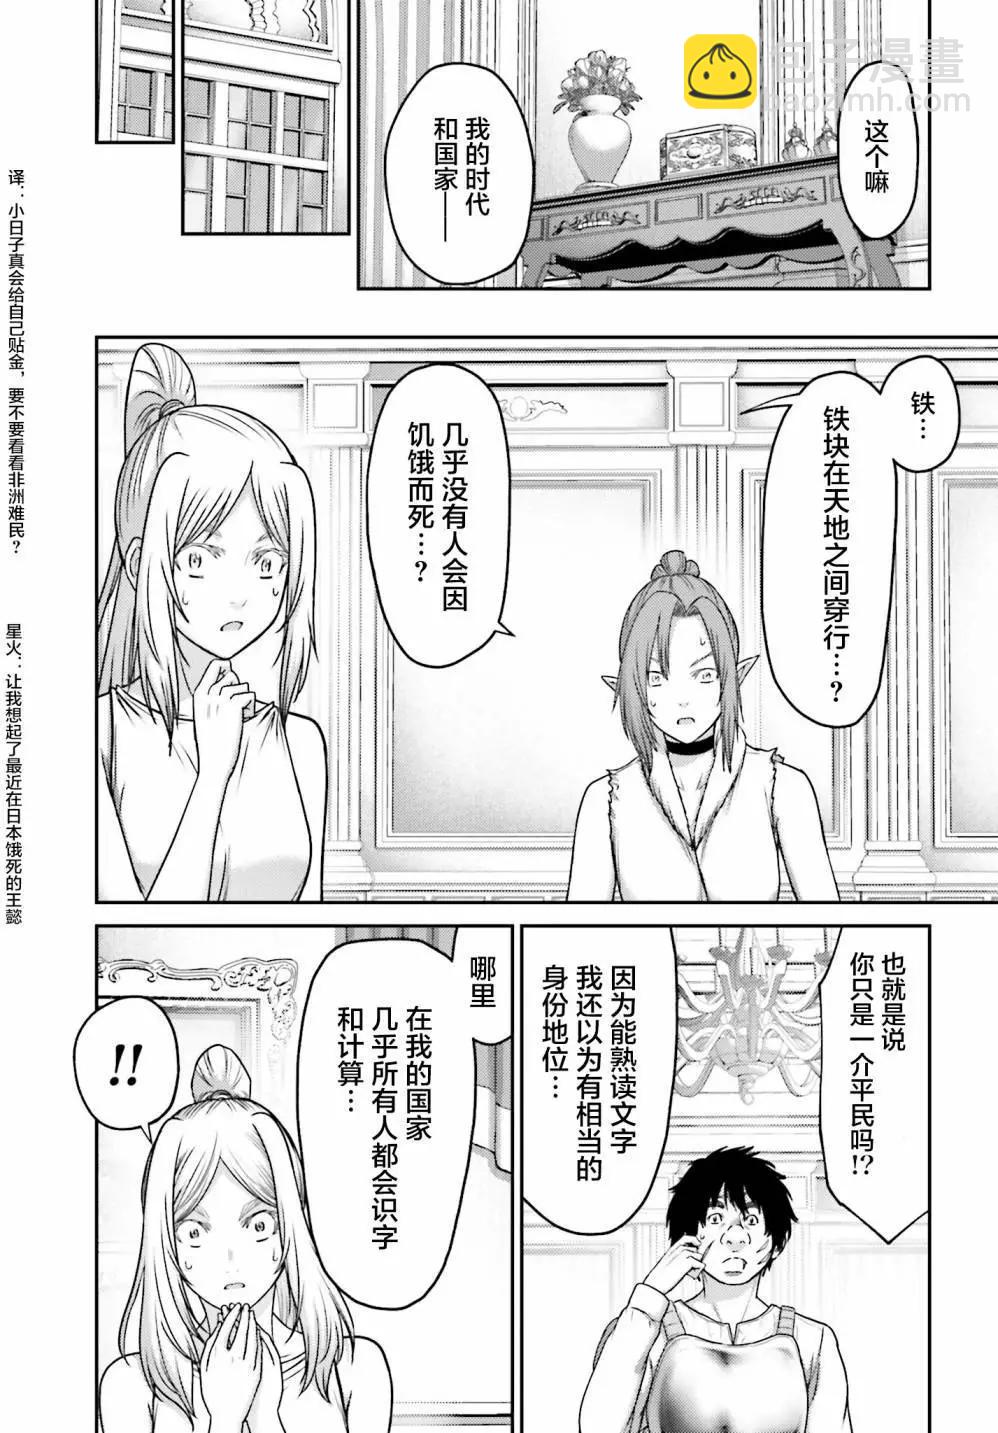 包子漫畫
baozimh.com
这个嘛
我的时代
和国家——
铁…
铁块在天地之间穿行…？
几乎没有人会因
饥饿而死…？
也就是说
你只是一介平民吗!?
因为能熟读文字
我还以为有相当的
身份地位…
哪里
在我的国家
几乎所有人都会识字
和计算…
!!
译：小日子真会给自己贴金，要不要看看非洲难民？
星火：让我想起了最近在日本饿死的王懿